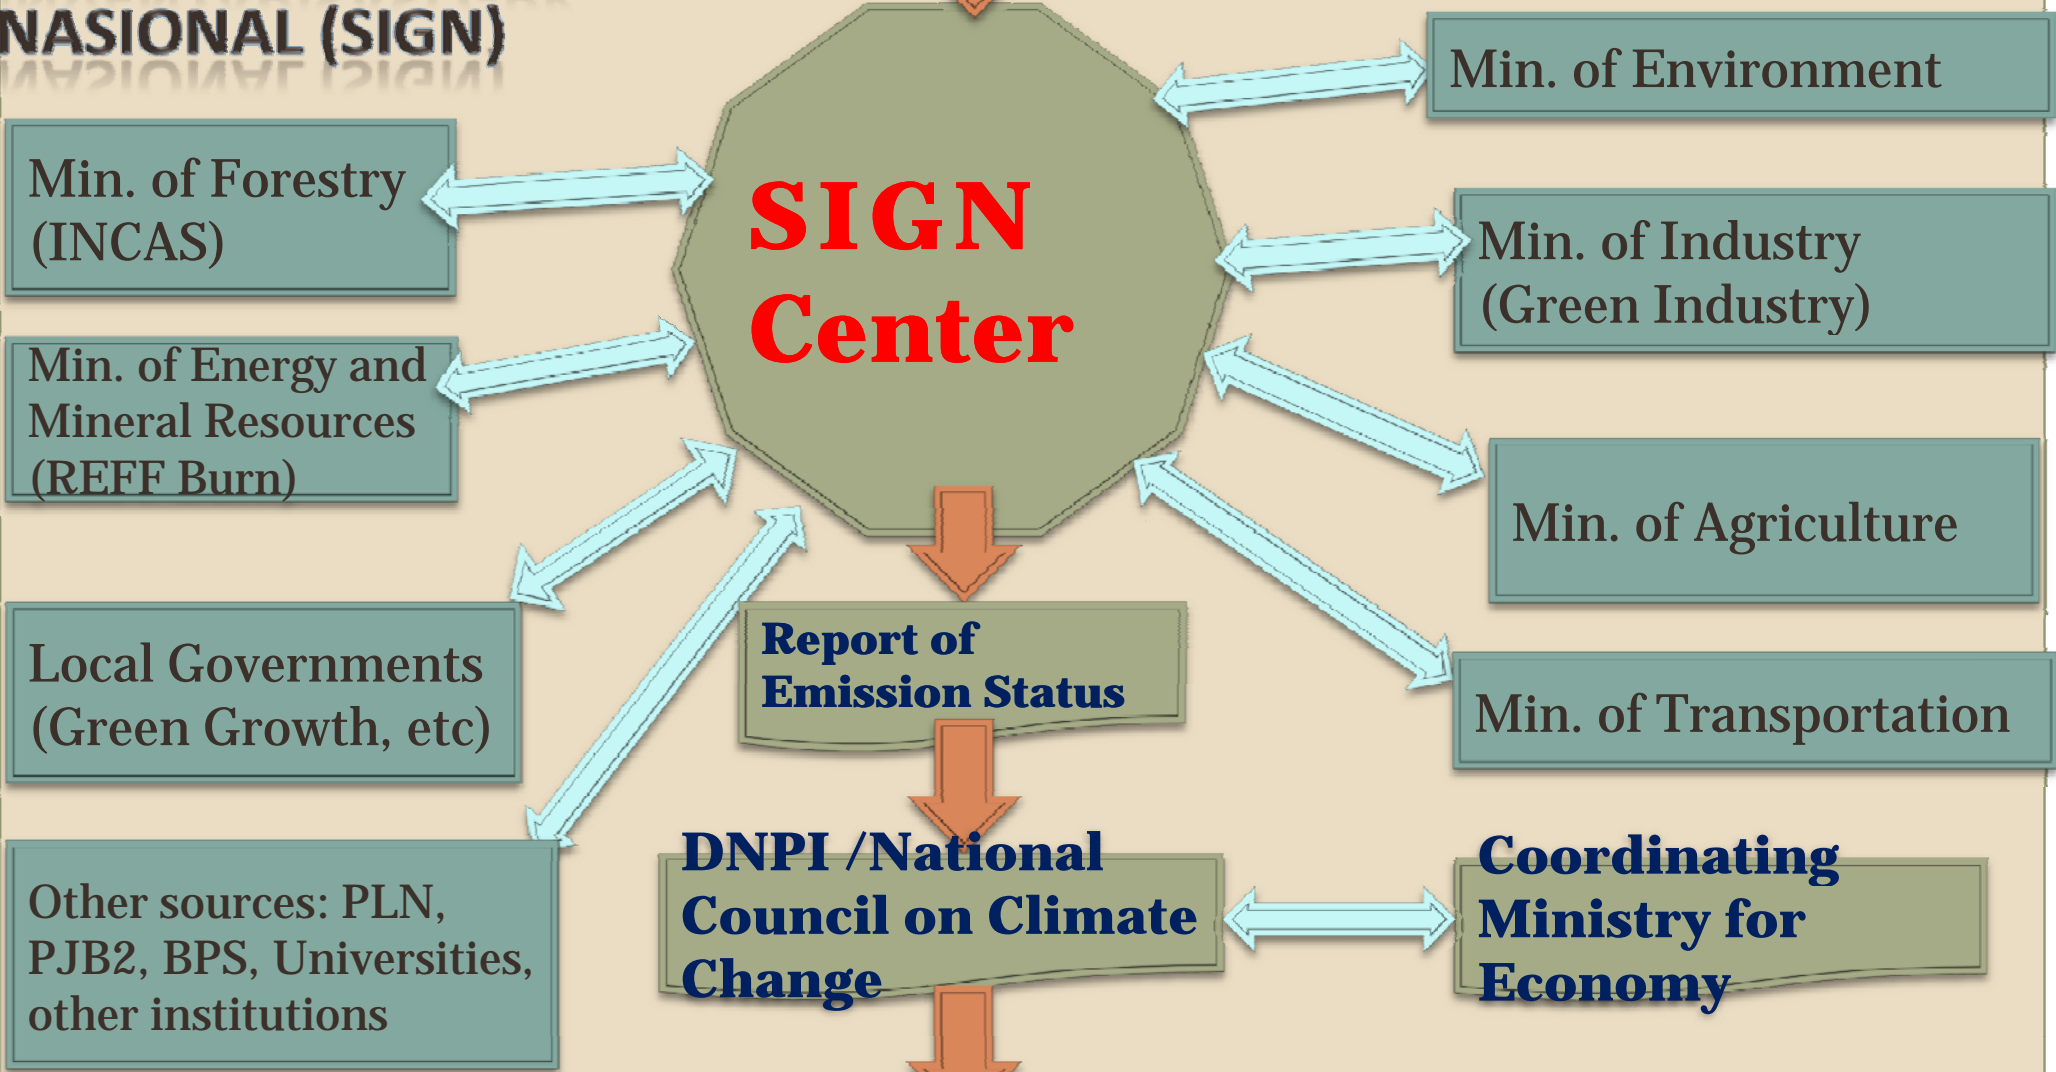 NASIONAL (SIGN)
Min. of Forestry
(INCAS)
Min. of Energy and
Mineral Resources
(REFF Burn)
Local Governments
(Green Growth, etc)
Other sources: PLN,
PJB2, BPS, Universities,
other institutions
SIGN
Center
Report of
Emission Status
DNPI /National
Council on Climate
Change
Min. of Environment
Min. of Industry
(Green Industry)
Min. of Agriculture
Min. of Transportation
Coordinating
Ministry for
Economy